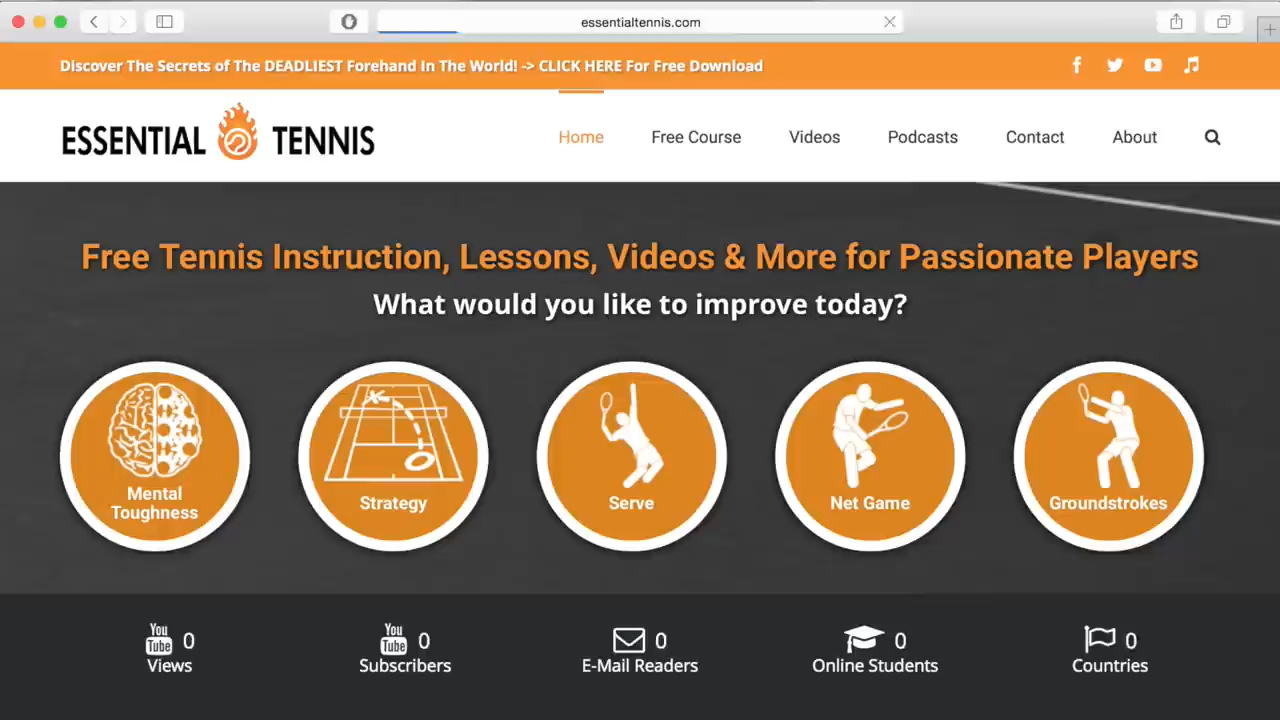 essentialtennis.com
Discover The Secrets of The DEADLIEST Forehand In The World! -> CLICK HERE For Free Download
ESSENTIAL TENNIS
Home Free Course Videos Podcasts Contact About
Free Tennis Instruction, Lessons, Videos & More for Passionate Players
What would you like to improve today?
Mental
Toughness
Strategy
Serve
Net Game
Groundstrokes
You Tube 0
Views
You Tube 0
Subscribers
0
E-Mail Readers
0
Online Students
0
Countries